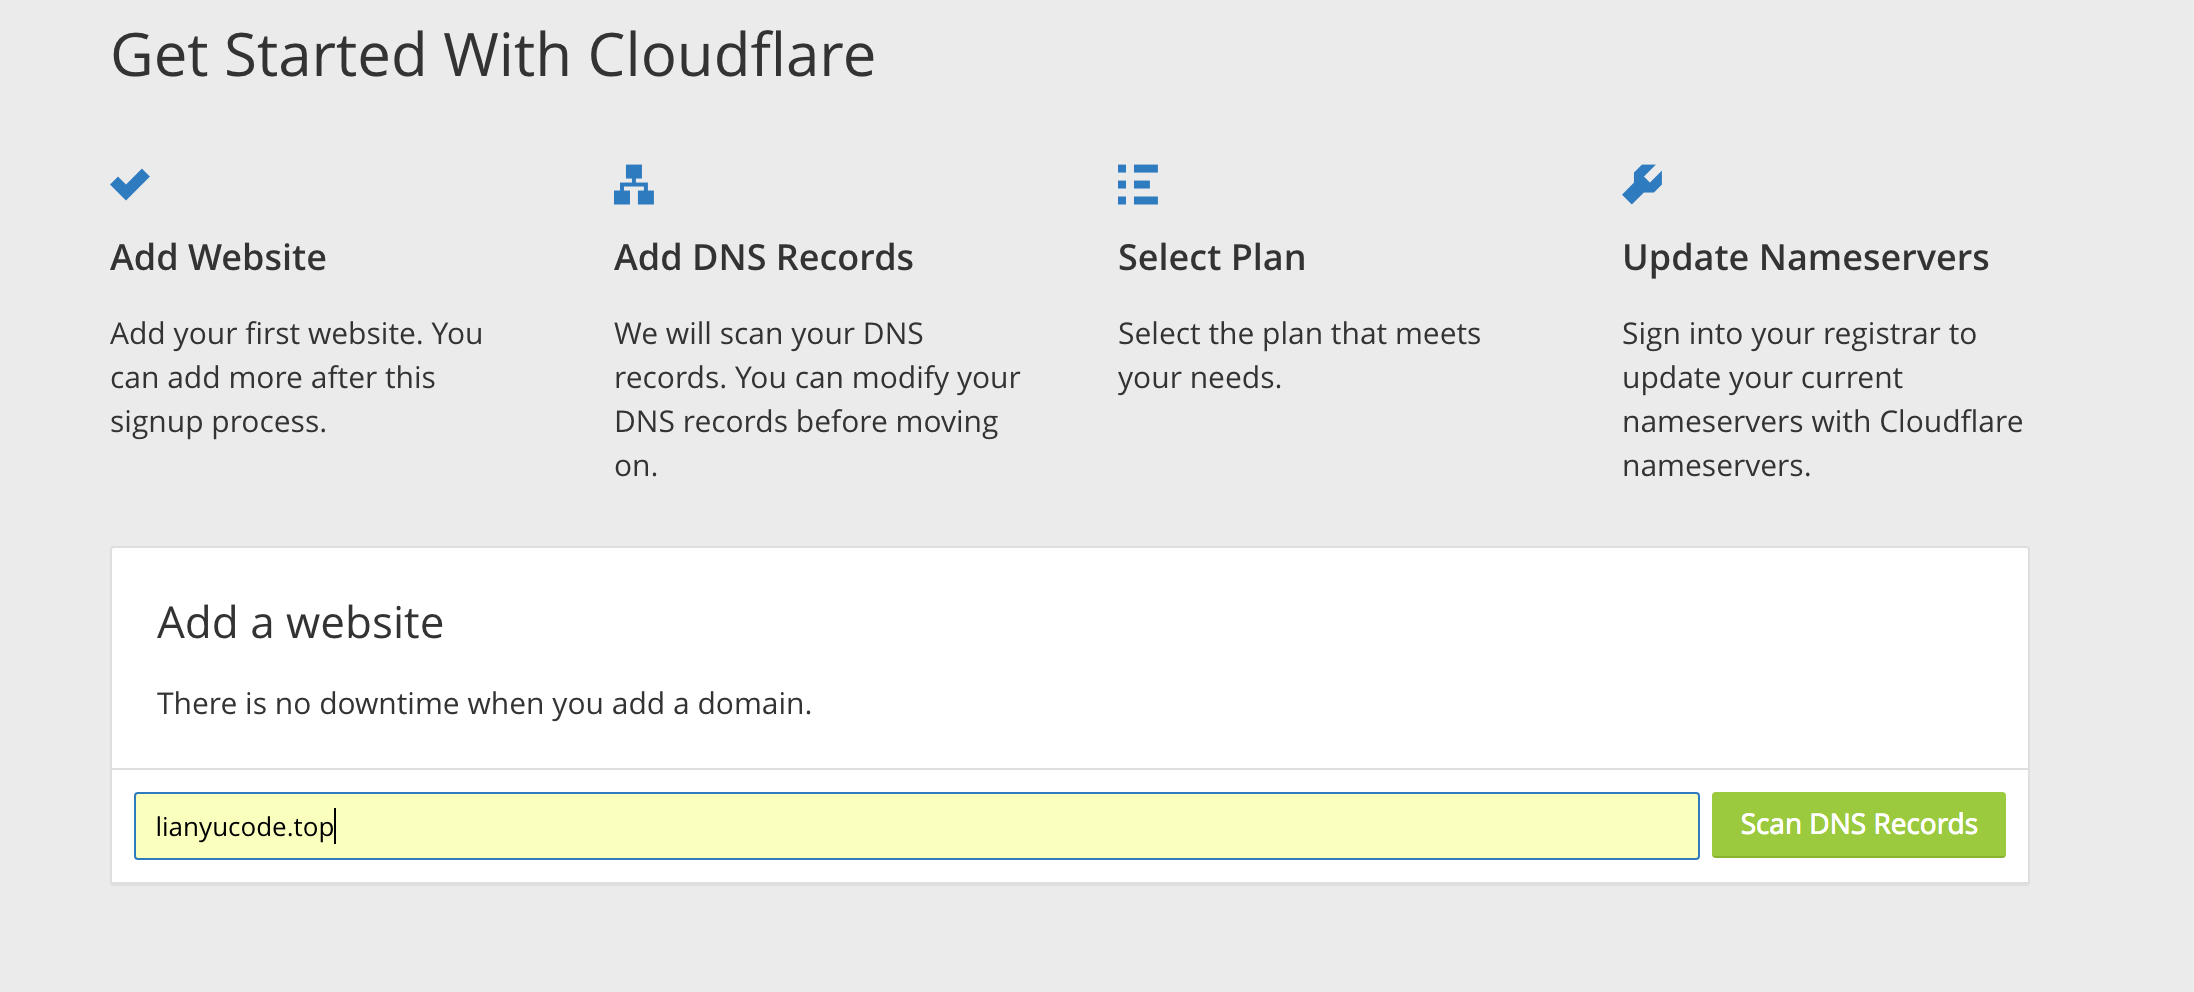 Get Started With Cloudflare
Add Website
Add your first website. You
can add more after this
signup process.
Add DNS Records
We will scan your DNS
records. You can modify your
DNS records before moving
on.
Select Plan
Select the plan that meets
your needs.
Update Nameservers
Sign into your registrar to
update your current
nameservers with Cloudflare
nameservers.
Add a website
There is no downtime when you add a domain.
lianyucode.top
Scan DNS Records